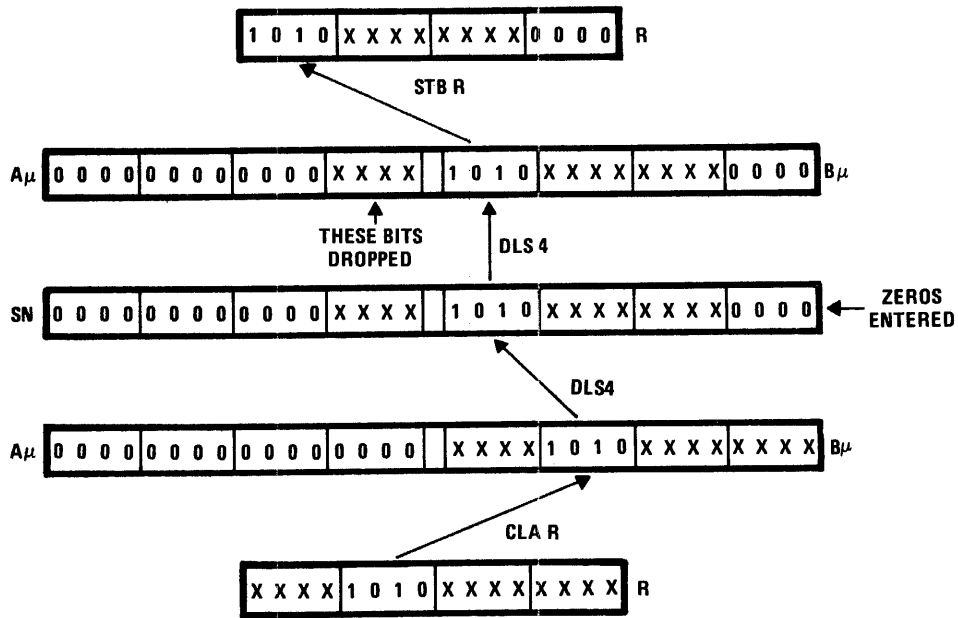 1 0 1 0 X X X X X X X X 0 0 0 0 R
STB R
Aμ 0 0 0 0 0 0 0 0 0 0 0 0 X X X X 1 0 1 0 X X X X X X X X 0 0 0 0 Bμ
THESE BITS
DROPPED
DLS 4
SN 0 0 0 0 0 0 0 0 0 0 0 0 X X X X 1 0 1 0 X X X X X X X X 0 0 0 0
ZEROS
ENTERED
DLS4
Aμ 0 0 0 0 0 0 0 0 0 0 0 0 0 0 0 0 X X X X 1 0 1 0 X X X X X X X X Bμ
CLA R
X X X X 1 0 1 0 X X X X X X X X R